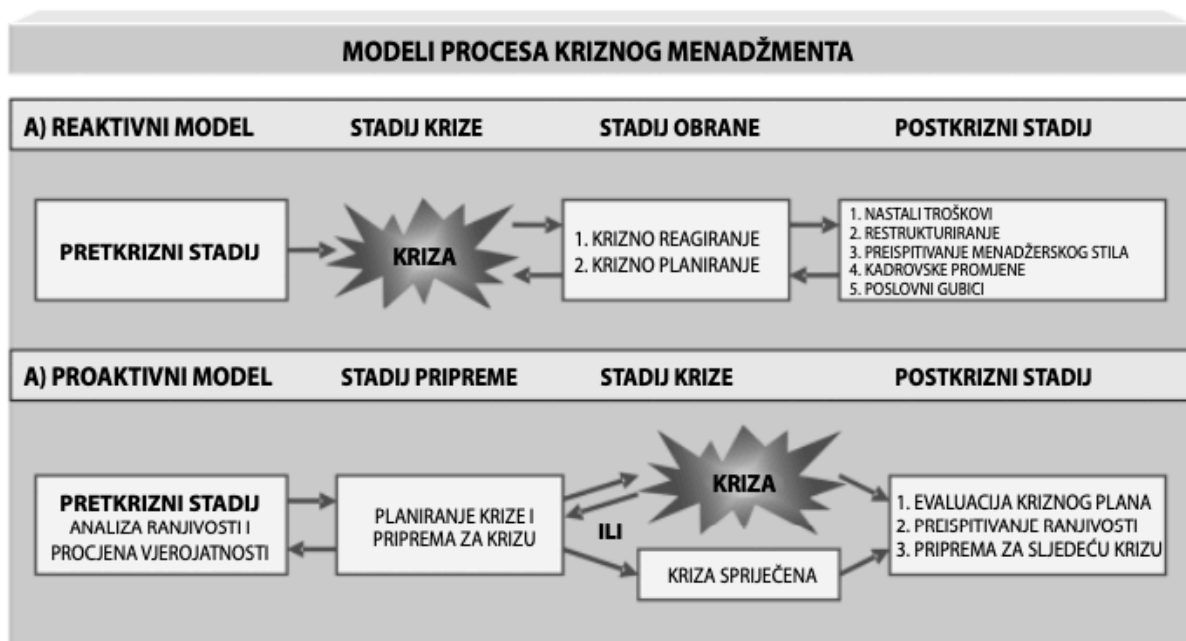 MODELI PROCESA KRIZNOG MENADŽMENTA
A) REAKTIVNI MODEL
STADIJ KRIZE
STADIJ OBRANE
POSTKRIZNI STADIJ
PRETKRIZNI STADIJ
KRIZA
1. KRIZNO REAGIRANJE
2. KRIZNO PLANIRANJE
1. NASTALI TROŠKOVI
2. RESTRUKTURIRANJE
3. PREISPITIVANJE MENADŽERSKOG STILA
4. KADROVSKE PROMJENE
5. POSLOVNI GUBICI
A) PROAKTIVNI MODEL
STADIJ PRIPREME
STADIJ KRIZE
POSTKRIZNI STADIJ
PRETKRIZNI STADIJ
ANALIZA RANJIVOSTI I
PROCJENA VJEROJATNOSTI
PLANIRANJE KRIZE I
PRIPREMA ZA KRIZU
KRIZA
ILI
KRIZA SPRIJEČENA
1. EVALUACIJA KRIZNOG PLANA
2. PREISPITIVANJE RANJIVOSTI
3. PRIPREMA ZA SLJEDEĆU KRIZU